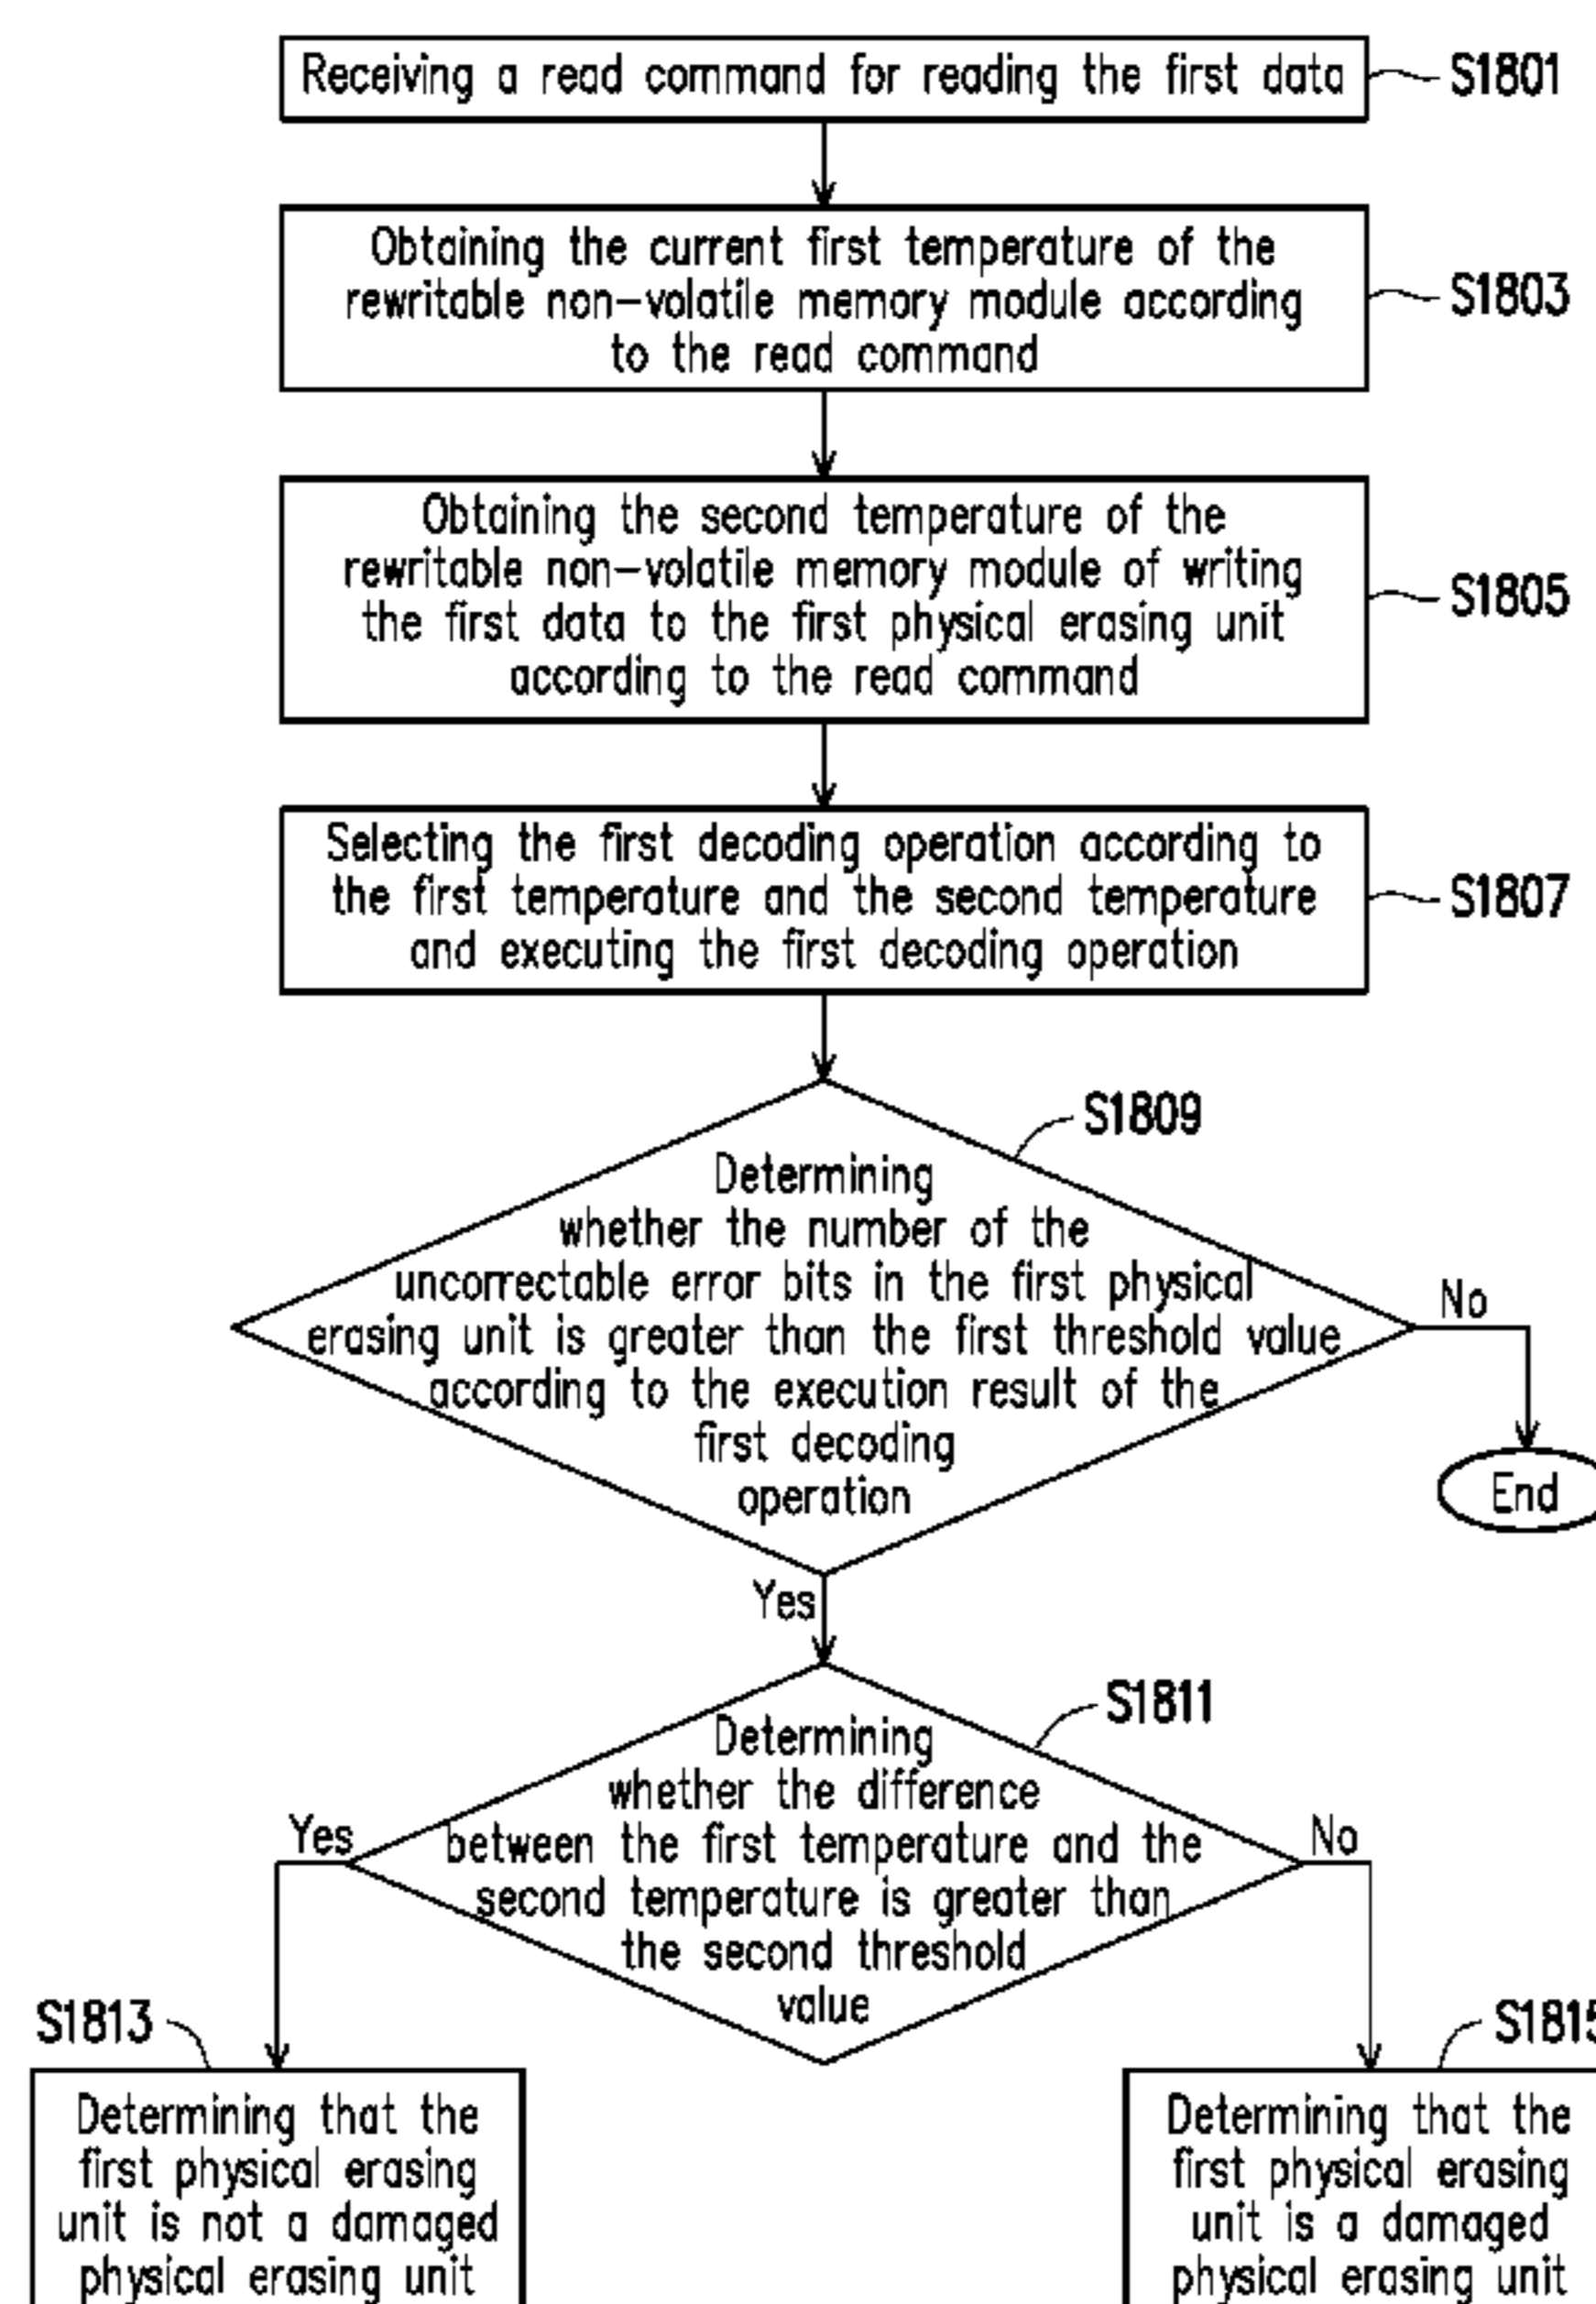 Receiving a read command for reading the first data
S1801
Obtaining the current first temperature of the
rewritable non-volatile memory module according
to the read command
S1803
Obtaining the second temperature of the
rewritable non-volatile memory module of writing
the first data to the first physical erasing unit
according to the read command
S1805
Selecting the first decoding operation according to
the first temperature and the second temperature
and executing the first decoding operation
S1807
S1809
Determining
whether the number of the
uncorrectable error bits in the first physical
erasing unit is greater than the first threshold value
according to the execution result of the
first decoding
operation
No
End
Yes
S1811
Determining
whether the difference
between the first temperature and the
second temperature is greater than
the second threshold
value
Yes
No
S1813
Determining that the
first physical erasing
unit is not a damaged
physical erasing unit
S1815
Determining that the
first physical erasing
unit is a damaged
physical erasing unit